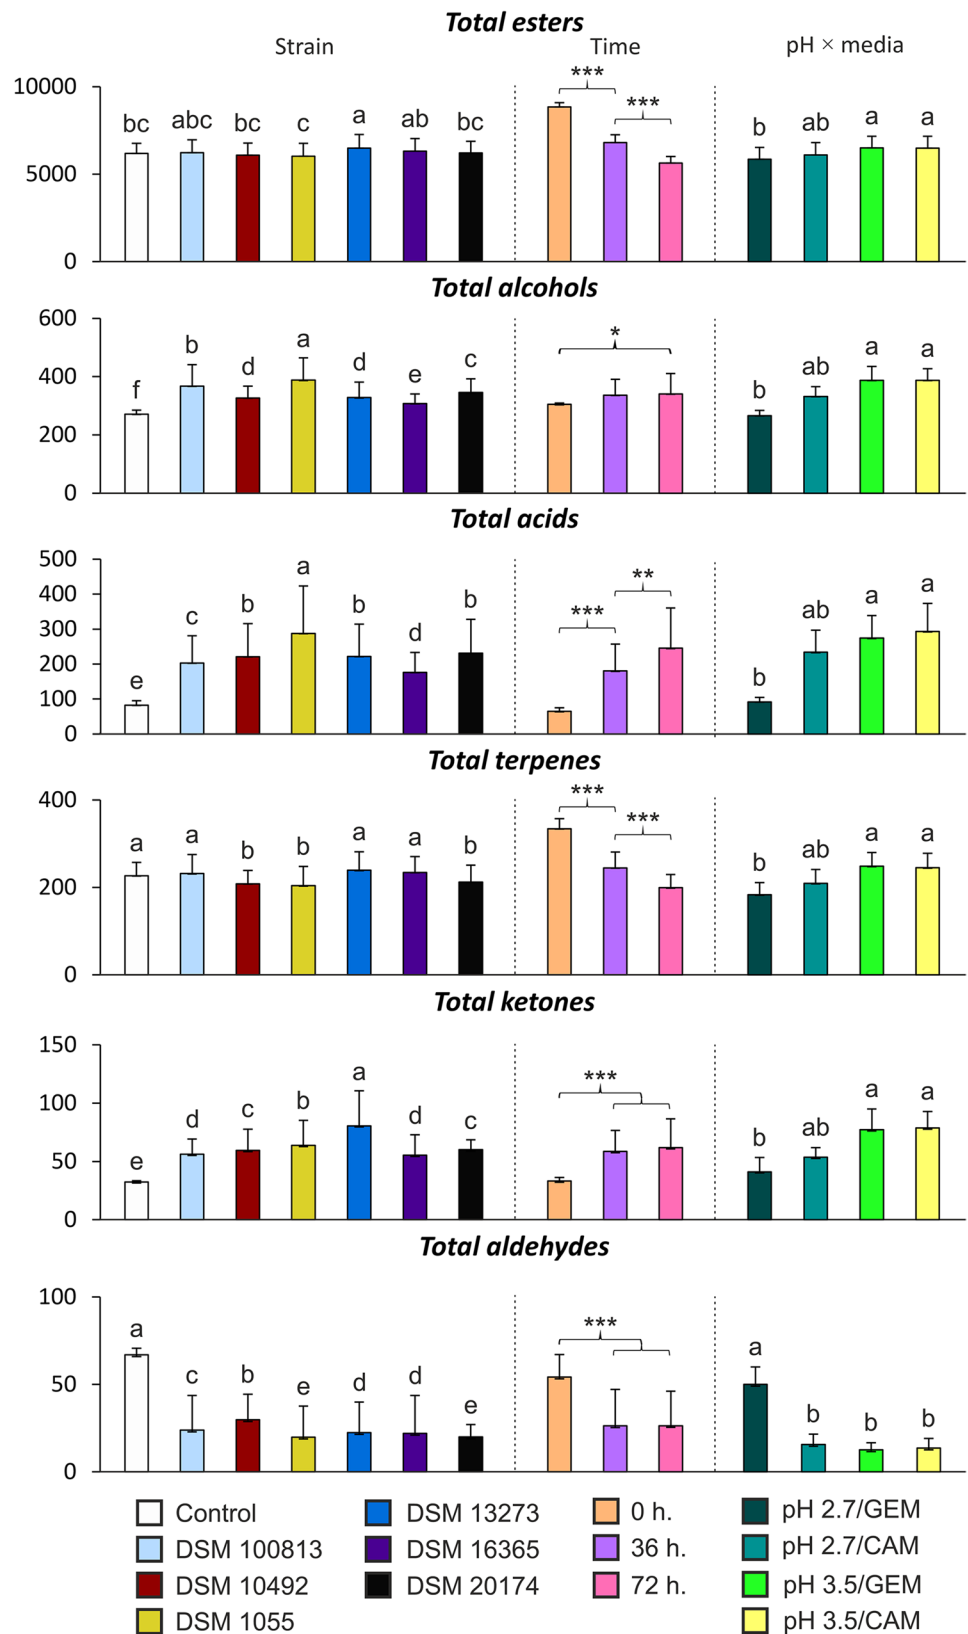 Total esters
Strain Time pH × media
10000
5000
0
bc abc bc c a ab bc
*** ***
b ab a a
Total alcohols
600
400
200
0
f b d a d e c
*
b ab a a
Total acids
500
400
300
200
100
0
e c b a b d b
*** **
b ab a a
Total terpenes
400
200
0
a a b b a a b
*** ***
b ab a a
Total ketones
150
100
50
0
e d c b a d c
***
b ab a a
Total aldehydes
100
50
0
a c b e d d e
***
a b b b
Control DSM 13273 0 h. pH 2.7/GEM
DSM 100813 DSM 16365 36 h. pH 2.7/CAM
DSM 10492 DSM 20174 72 h. pH 3.5/GEM
DSM 1055 pH 3.5/CAM